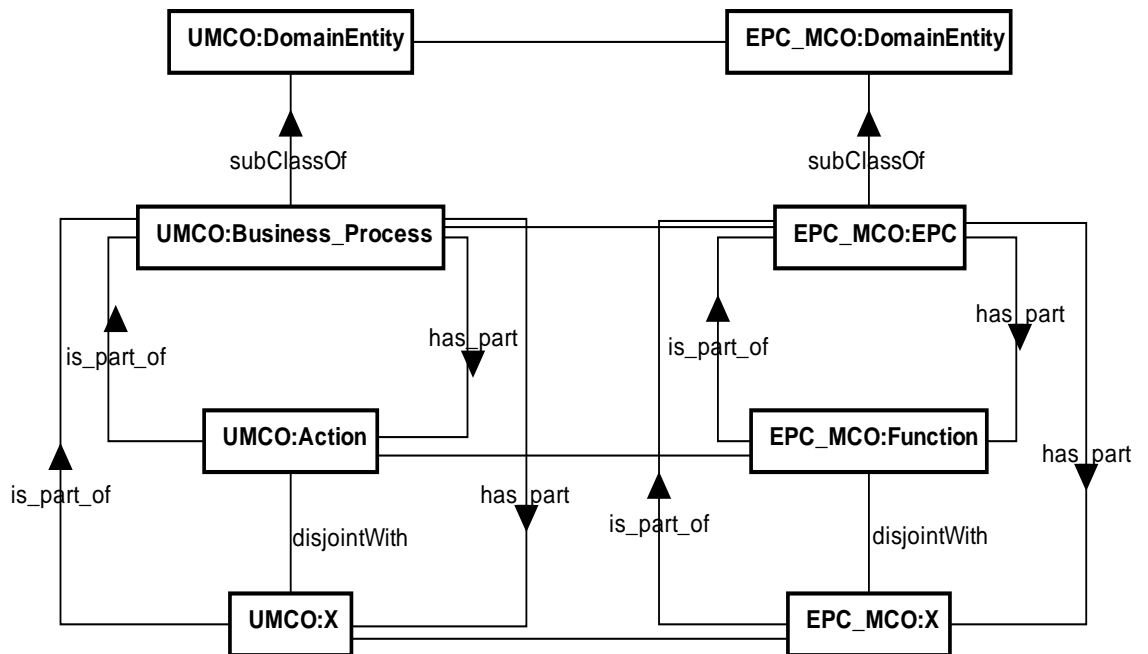 UMCO:DomainEntity
EPC_MCO:DomainEntity
subClassOf
subClassOf
UMCO:Business_Process
EPC_MCO:EPC
has_part
has_part
is_part_of
is_part_of
UMCO:Action
EPC_MCO:Function
has_part
is_part_of
has_part
is_part_of
disjointWith
disjointWith
UMCO:X
EPC_MCO:X